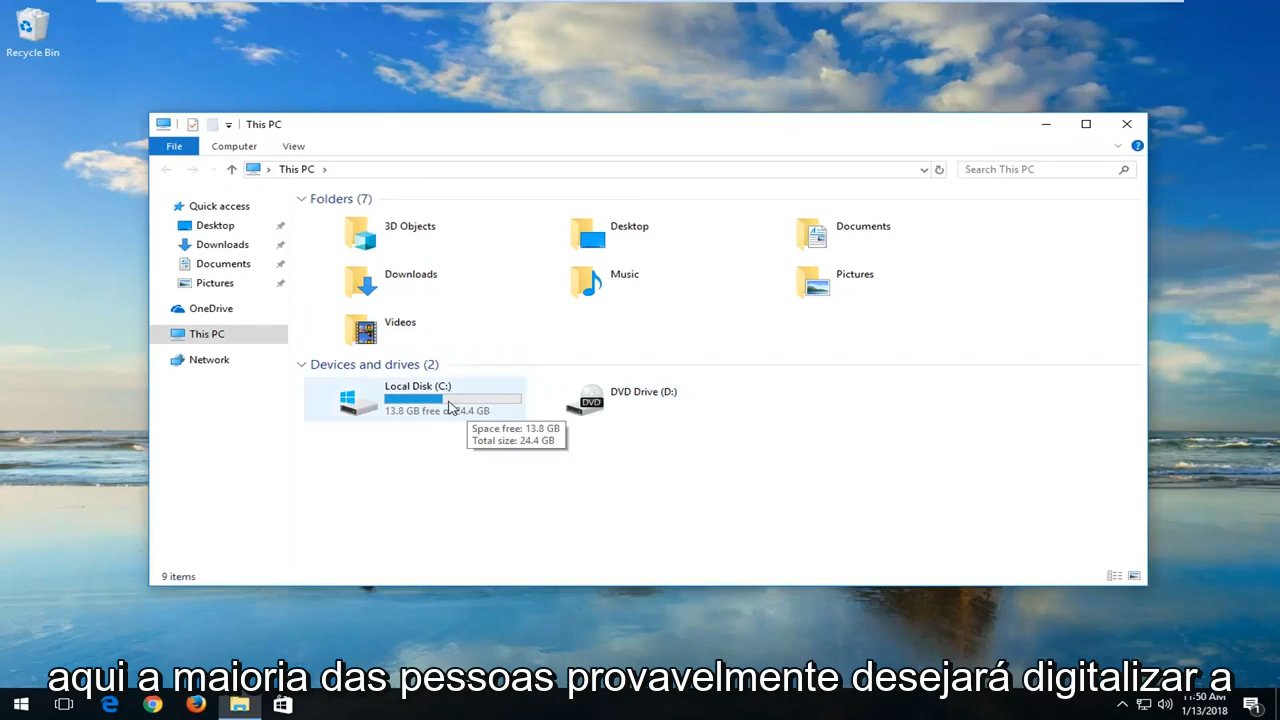 Recycle Bin
This PC
File Computer View
This PC
Search This PC
Quick access
Desktop
Downloads
Documents
Pictures
OneDrive
This PC
Network
Folders (7)
3D Objects
Desktop
Documents
Downloads
Music
Pictures
Videos
Devices and drives (2)
Local Disk (C:)
13.8 GB free 24.4 GB
DVD Drive (D:)
DVD
Space free: 13.8 GB
Total size: 24.4 GB
9 items
aqui a maioria das pessoas provavelmente desejará digitalizar a
11:50 AM
1/13/2018